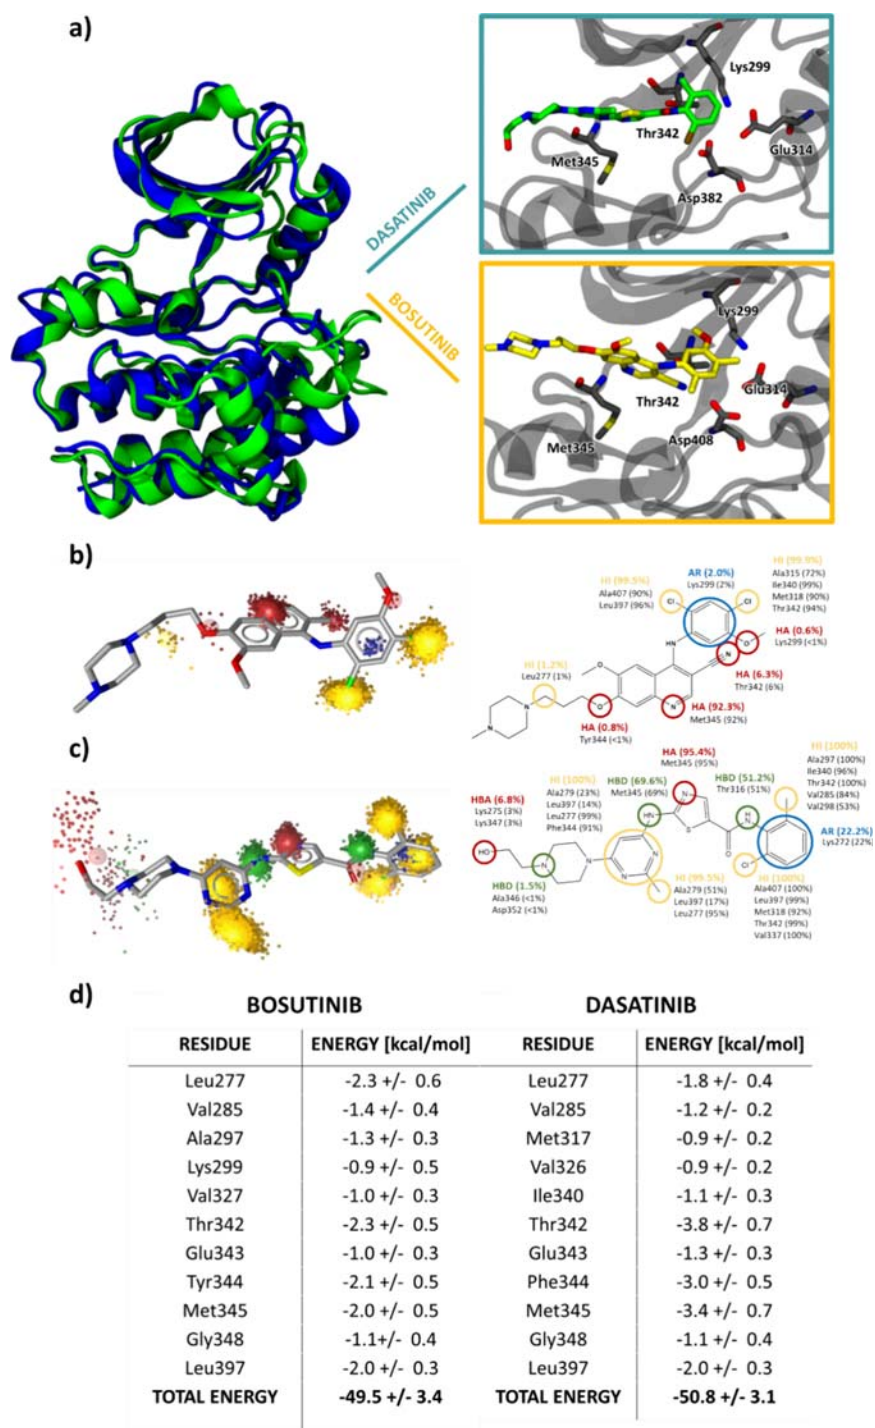 a)
DASATINIB
BOSUTINIB
Lys299
Thr342
Glu314
Met345
Asp382
Lys299
Glu314
Thr342
Met345
Asp408
b)
HI (99.9%)
AR (2.0%)
Lys299 (2%)
Ala315 (72%)
Ile340 (99%)
Met318 (90%)
Thr342 (94%)
HI (99.5%)
Ala407 (90%)
Leu397 (96%)
Cl
Cl
HN
O
O
N
HA (0.6%)
Lys299 (<1%)
HA (6.3%)
Thr342 (6%)
HI (1.2%)
Leu277 (1%)
N
N
O
N
HA (92.3%)
Met345 (92%)
HA (0.8%)
Tyr344 (<1%)
c)
HA (95.4%)
Met345 (95%)
HI (100%)
Ala297 (100%)
Ile340 (96%)
Thr342 (100%)
Val285 (84%)
Val298 (53%)
HBD (69.6%)
Met345 (69%)
HBD (51.2%)
Thr316 (51%)
HI (100%)
Ala279 (23%)
Leu397 (14%)
Leu277 (99%)
Phe344 (91%)
HBA (6.8%)
Lys275 (3%)
Lys347 (3%)
AR (22.2%)
Lys272 (22%)
HO
N
N
N
N
HN
N
S
O
H
N
Cl
HBD (1.5%)
Ala346 (<1%)
Asp352 (<1%)
HI (99.5%)
Ala279 (51%)
Leu397 (17%)
Leu277 (95%)
HI (100%)
Ala407 (100%)
Leu397 (99%)
Met318 (92%)
Thr342 (99%)
Val337 (100%)
d)
BOSUTINIB DASATINIB
RESIDUE ENERGY [kcal/mol] RESIDUE ENERGY [kcal/mol]
Leu277 -2.3 +/- 0.6 Leu277 -1.8 +/- 0.4
Val285 -1.4 +/- 0.4 Val285 -1.2 +/- 0.2
Ala297 -1.3 +/- 0.3 Met317 -0.9 +/- 0.2
Lys299 -0.9 +/- 0.5 Val326 -0.9 +/- 0.2
Val327 -1.0 +/- 0.3 Ile340 -1.1 +/- 0.3
Thr342 -2.3 +/- 0.5 Thr342 -3.8 +/- 0.7
Glu343 -1.0 +/- 0.3 Glu343 -1.3 +/- 0.3
Tyr344 -2.1 +/- 0.5 Phe344 -3.0 +/- 0.5
Met345 -2.0 +/- 0.5 Met345 -3.4 +/- 0.7
Gly348 -1.1+/- 0.4 Gly348 -1.1 +/- 0.4
Leu397 -2.0 +/- 0.3 Leu397 -2.0 +/- 0.3
TOTAL ENERGY -49.5 +/- 3.4 TOTAL ENERGY -50.8 +/- 3.1